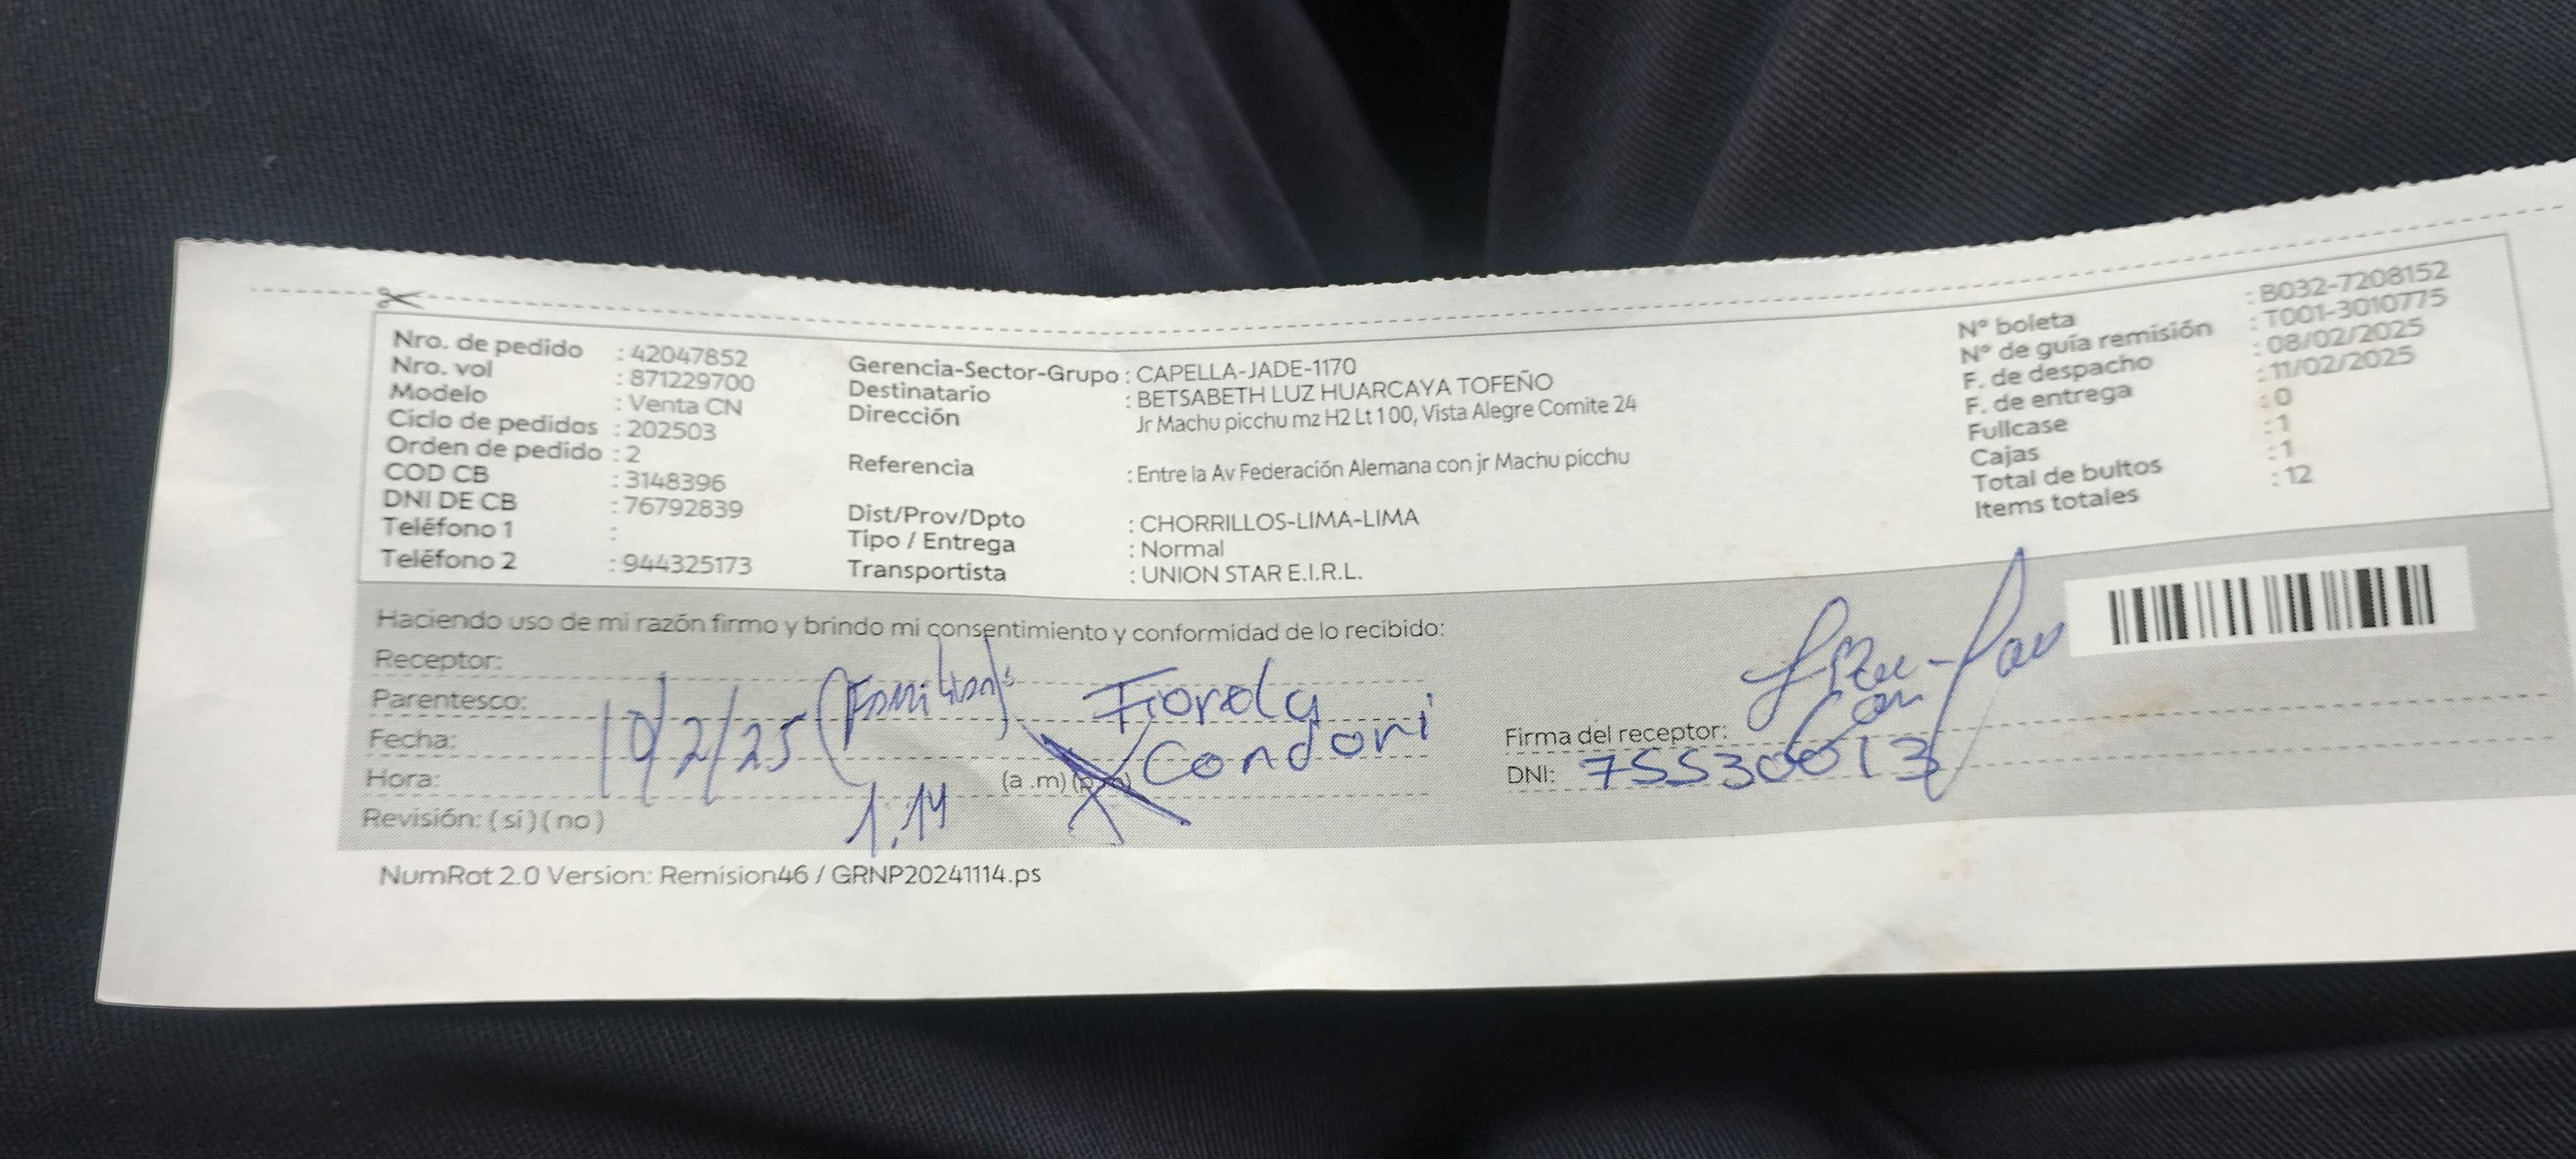 Nro. de pedido : 42047852
Nro. vol : 871229700
Modelo : Venta CN
Ciclo de pedidos : 202503
Orden de pedido : 2
COD CB : 3148396
DNI DE CB : 76792839
Teléfono 1 :
Teléfono 2 : 944325173
Gerencia-Sector-Grupo : CAPELLA-JADE-1170
Destinatario : BETSABETH LUZ HUARCAYA TOFEÑO
Dirección Jr Machu picchu mz H2 Lt 1 00, Vista Alegre Comite 24
Referencia : Entre la Av Federación Alemana con jr Machu picchu
Dist/Prov/Dpto : CHORRILLOS-LIMA-LIMA
Tipo / Entrega : Normal
Transportista : UNION STAR E.I.R.L.
N° boleta : B032-7208152
N° de guía remisión : T001-3010775
F. de despacho : 08/02/2025
F. de entrega : 11/02/2025
Fullcase : 0
Cajas : 1
Total de bultos : 1
Items totales : 12
Haciendo uso de mi razón firmo y brindo mi consentimiento y conformidad de lo recibido:
Receptor:
Parentesco: Fiorela
Fecha: 10/2/25 Condori
Hora: 1.14 (a .m) (p.m)
Revisión: ( si ) ( no )
Firma del receptor:
DNI: 75530013
NumRot 2.0 Version: Remision46 / GRNP20241114.ps